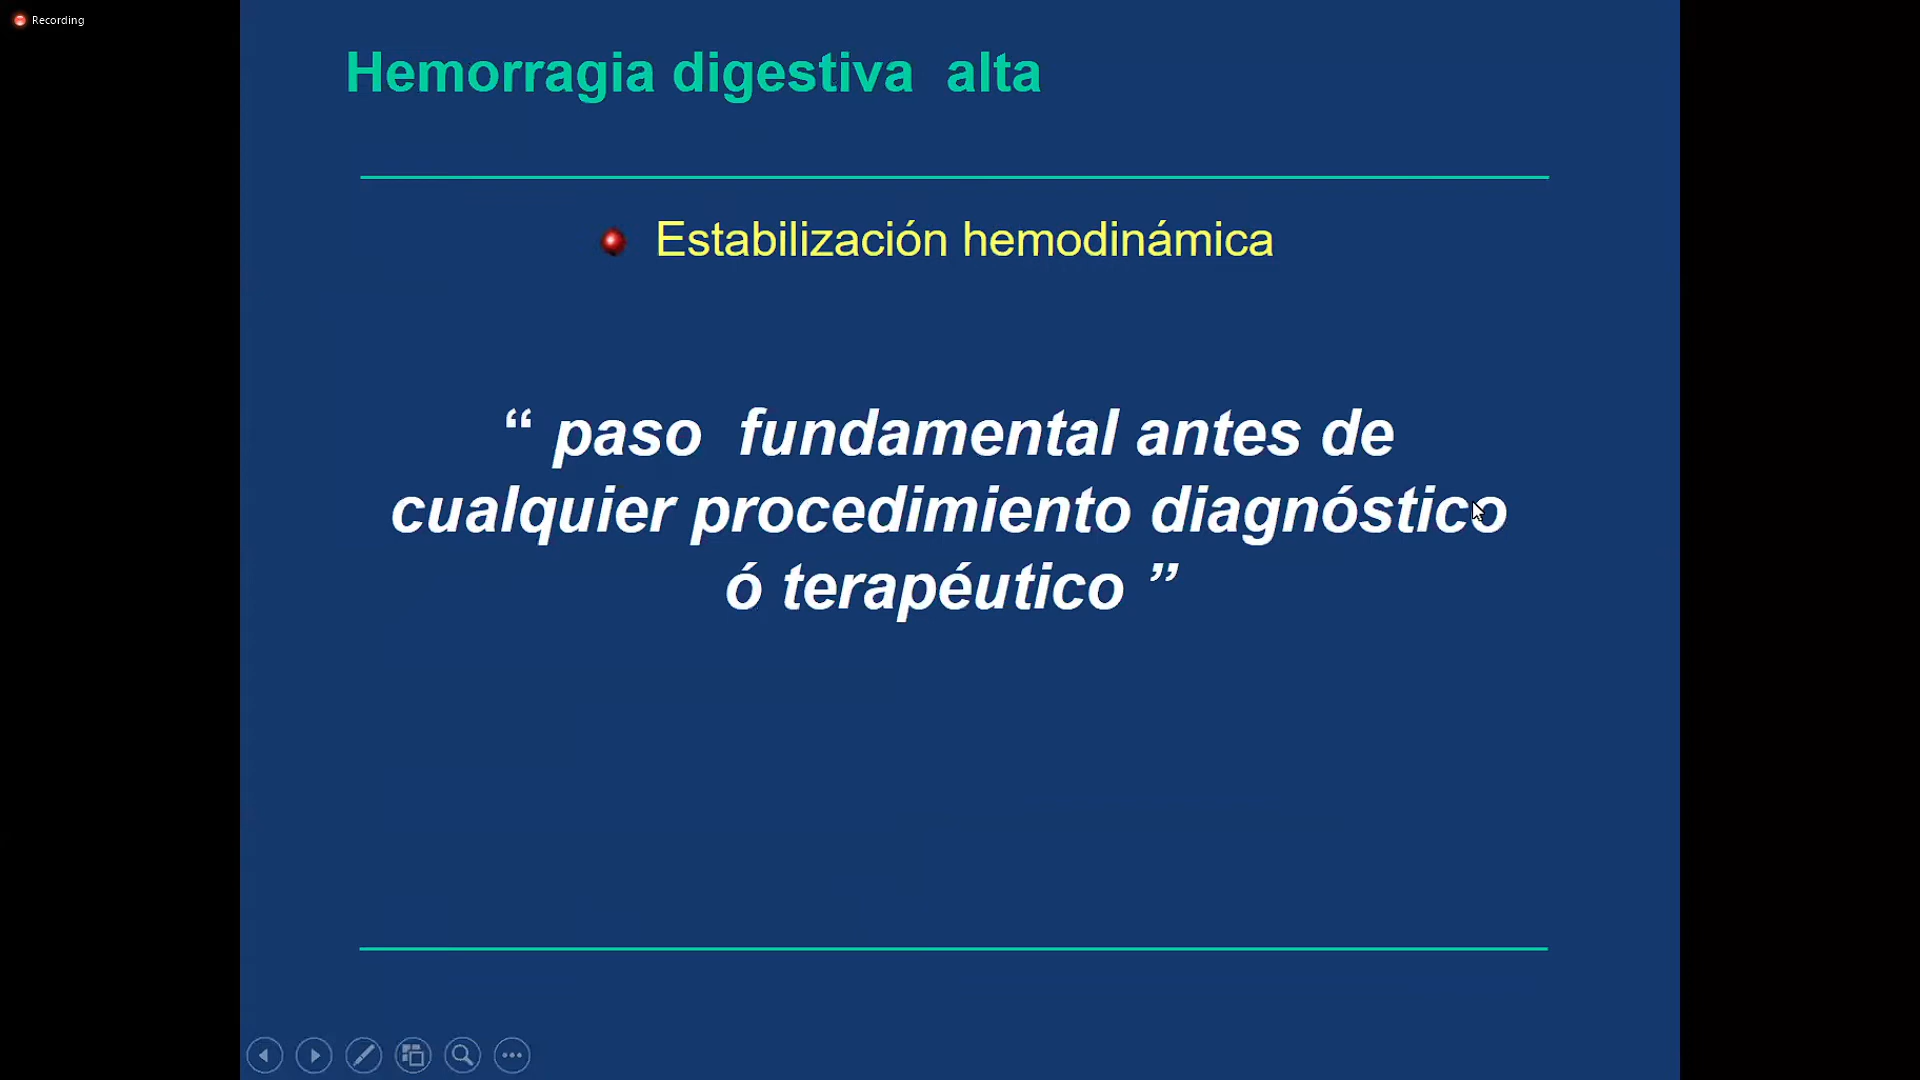 Recording
Hemorragia digestiva  alta
Estabilización hemodinámica
“ paso  fundamental antes de
cualquier procedimiento diagnóstico
ó terapéutico ”